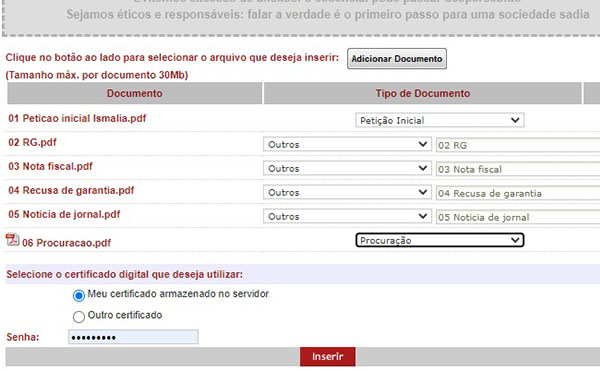 Sejamos éticos e responsáveis: falar a verdade é o primeiro passo para uma sociedade sadia
Clique no botão ao lado para selecionar o arquivo que deseja inserir: Adicionar Documento
(Tamanho máx. por documento 30Mb)
Documento Tipo de Documento
01 Peticao inicial Ismalia.pdf Petição Inicial
02 RG.pdf Outros 02 RG
03 Nota fiscal.pdf Outros 03 Nota fiscal
04 Recusa de garantia.pdf Outros 04 Recusa de garantia
05 Noticia de jornal.pdf Outros 05 Noticia de jornal
06 Procuracao.pdf Procuração
Selecione o certificado digital que deseja utilizar:
Meu certificado armazenado no servidor
Outro certificado
Senha: •••••••••
Inserir